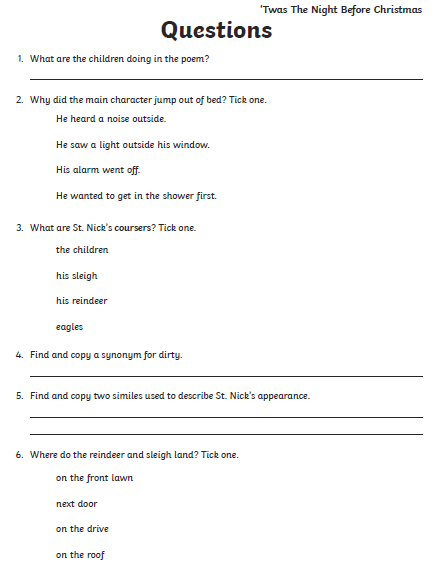 'Twas The Night Before Christmas
Questions
1. What are the children doing in the poem?
2. Why did the main character jump out of bed? Tick one.
He heard a noise outside.
He saw a light outside his window.
His alarm went off.
He wanted to get in the shower first.
3. What are St. Nick's coursers? Tick one.
the children
his sleigh
his reindeer
eagles
4. Find and copy a synonym for dirty.
5. Find and copy two similes used to describe St. Nick's appearance.
6. Where do the reindeer and sleigh land? Tick one.
on the front lawn
next door
on the drive
on the roof